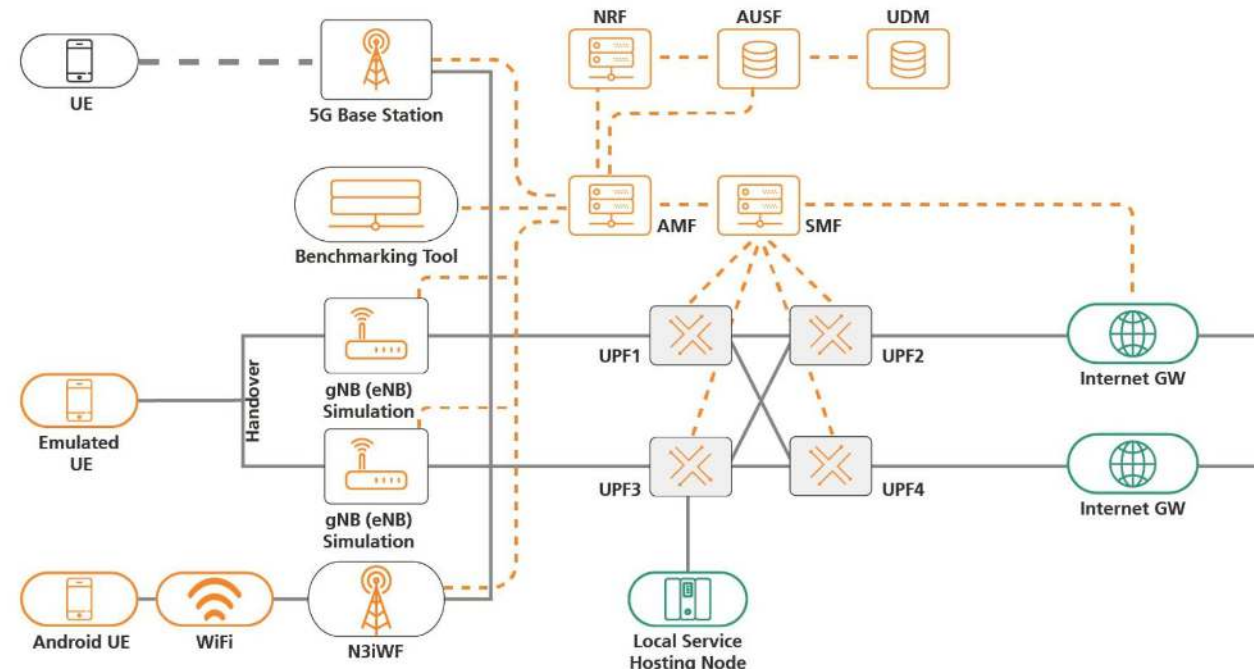 NRF
AUSF
UDM
UE
5G Base Station
AMF
SMF
Benchmarking Tool
UPF1
UPF2
Internet GW
gNB (eNB)
Simulation
Handover
Emulated
UE
UPF3
UPF4
Internet GW
gNB (eNB)
Simulation
Android UE
WiFi
N3iWF
Local Service
Hosting Node